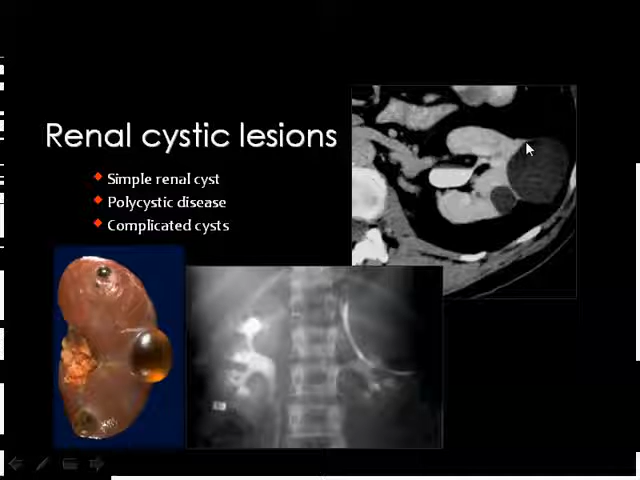 Renal cystic lesions
Simple renal cyst
Polycystic disease
Complicated cysts